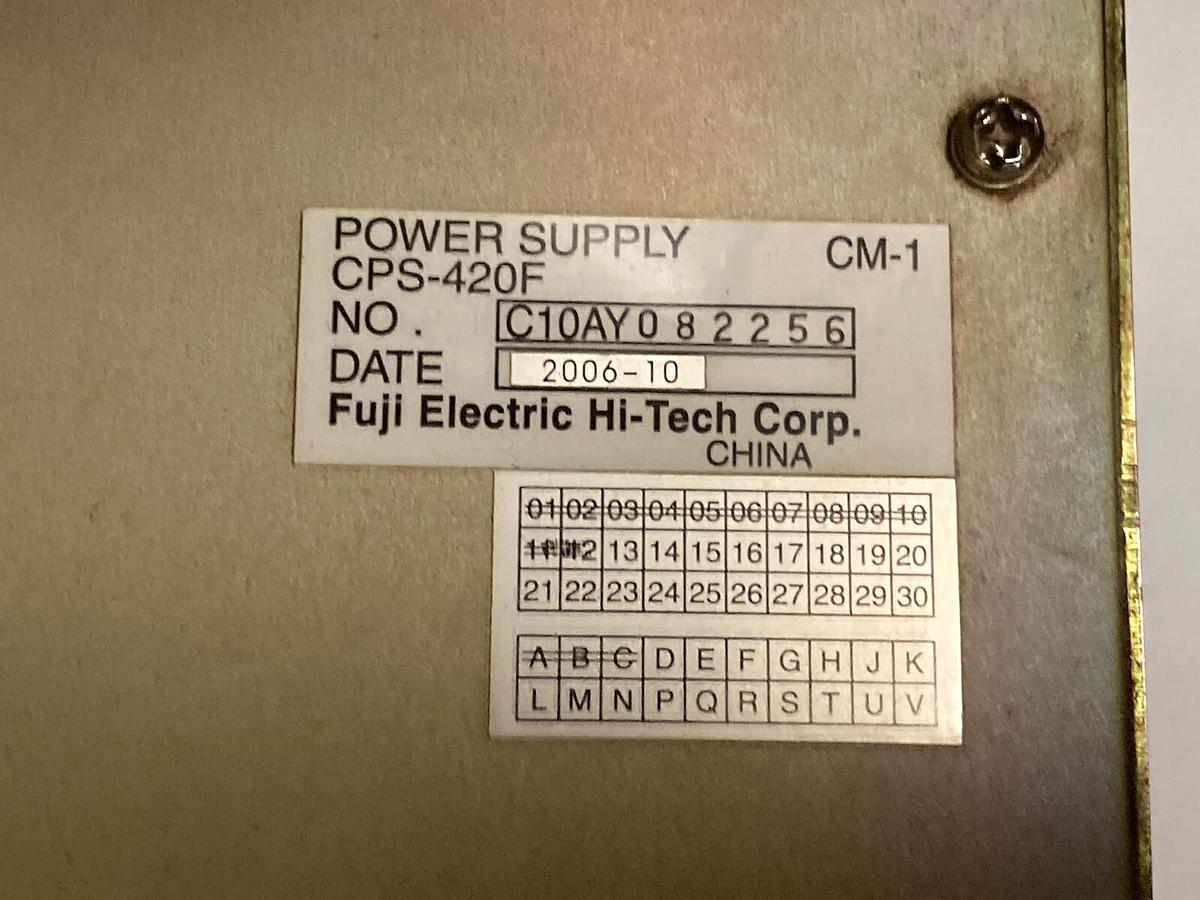 POWER SUPPLY CM-1
CPS-420F
NO. C10AY082256
DATE 2006-10
Fuji Electric Hi-Tech Corp.
CHINA
01 02 03 04 05 06 07 08 09 10
11 12 13 14 15 16 17 18 19 20
21 22 23 24 25 26 27 28 29 30
A B C D E F G H J K
L M N P Q R S T U V